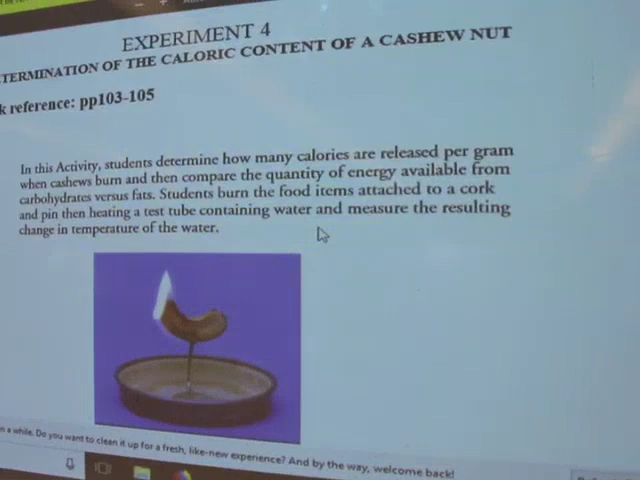 EXPERIMENT 4
TERMINATION OF THE CALORIC CONTENT OF A CASHEW NUT
k reference: pp103-105
In this Activity, students determine how many calories are released per gram
when cashews burn and then compare the quantity of energy available from
carbohydrates versus fats. Students burn the food items attached to a cork
and pin then heating a test tube containing water and measure the resulting
change in temperature of the water.
n a while. Do you want to clean it up for a fresh, like-new experience? And by the way, welcome back!